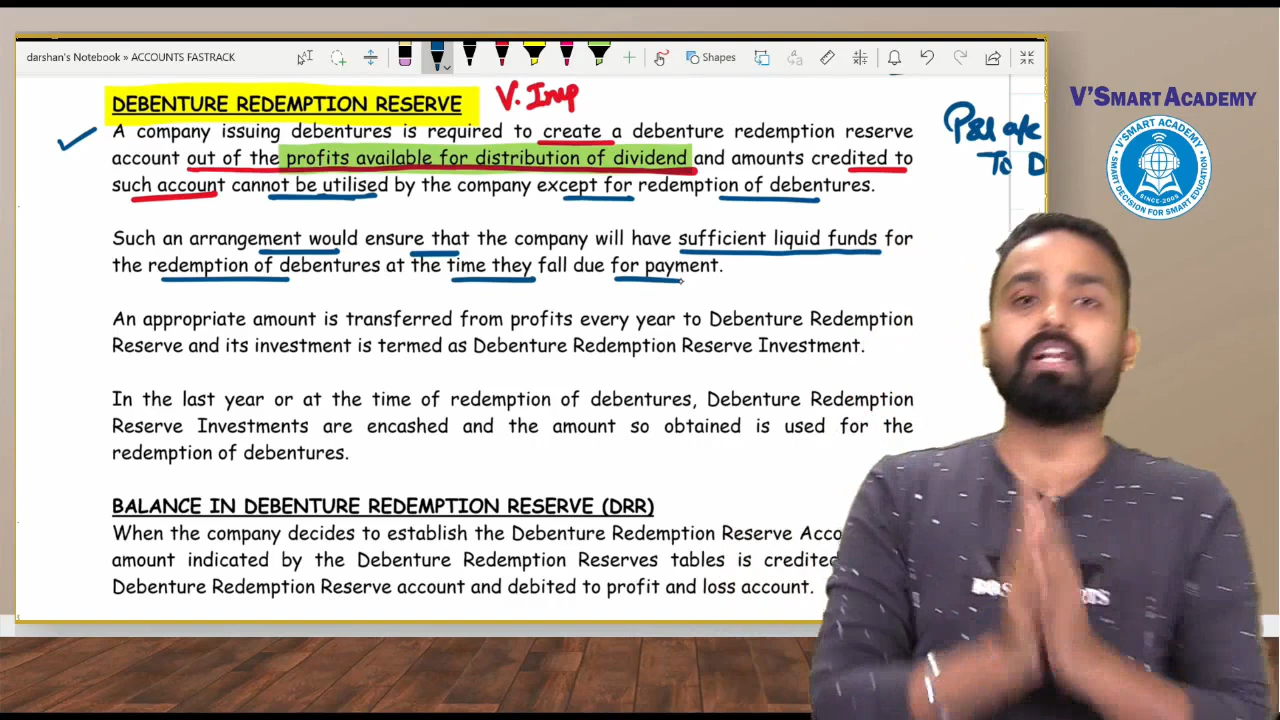 darshan's Notebook » ACCOUNTS FASTRACK
Shapes
V'SMART ACADEMY
DEBENTURE REDEMPTION RESERVE
V. Imp
A company issuing debentures is required to create a debenture redemption reserve
account out of the profits available for distribution of dividend and amounts credited to
such account cannot be utilised by the company except for redemption of debentures.
P&L a/c
To D
V'SMART ACADEMY
SINCE-2005
SMART DECISION FOR SMART EDUCATION
Such an arrangement would ensure that the company will have sufficient liquid funds for
the redemption of debentures at the time they fall due for payment.
An appropriate amount is transferred from profits every year to Debenture Redemption
Reserve and its investment is termed as Debenture Redemption Reserve Investment.
In the last year or at the time of redemption of debentures, Debenture Redemption
Reserve Investments are encashed and the amount so obtained is used for the
redemption of debentures.
BALANCE IN DEBENTURE REDEMPTION RESERVE (DRR)
When the company decides to establish the Debenture Redemption Reserve Acco
amount indicated by the Debenture Redemption Reserves tables is credited
Debenture Redemption Reserve account and debited to profit and loss account.